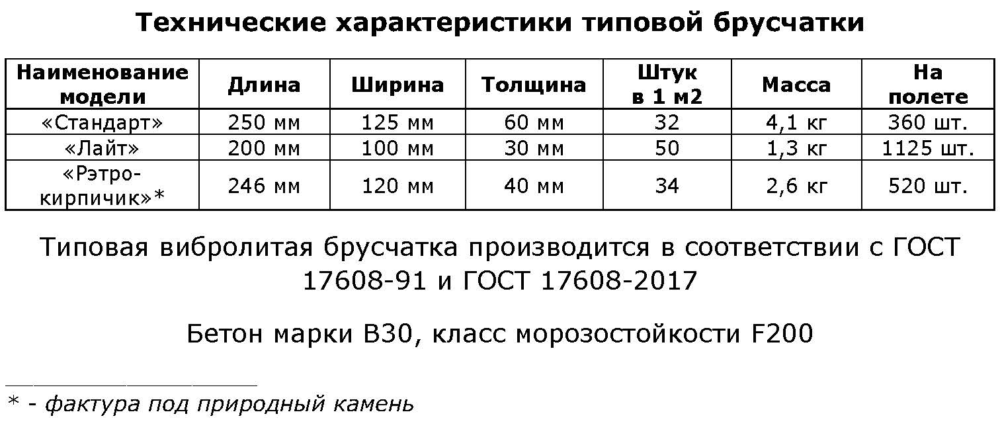 Технические характеристики типовой брусчатки
Наименование модели Длина Ширина Толщина Штук в 1 м2 Масса На полете
«Стандарт» 250 мм 125 мм 60 мм 32 4,1 кг 360 шт.
«Лайт» 200 мм 100 мм 30 мм 50 1,3 кг 1125 шт.
«Рэтро-кирпичик»* 246 мм 120 мм 40 мм 34 2,6 кг 520 шт.
Типовая вибролитая брусчатка производится в соответствии с ГОСТ
17608-91 и ГОСТ 17608-2017
Бетон марки В30, класс морозостойкости F200
* - фактура под природный камень